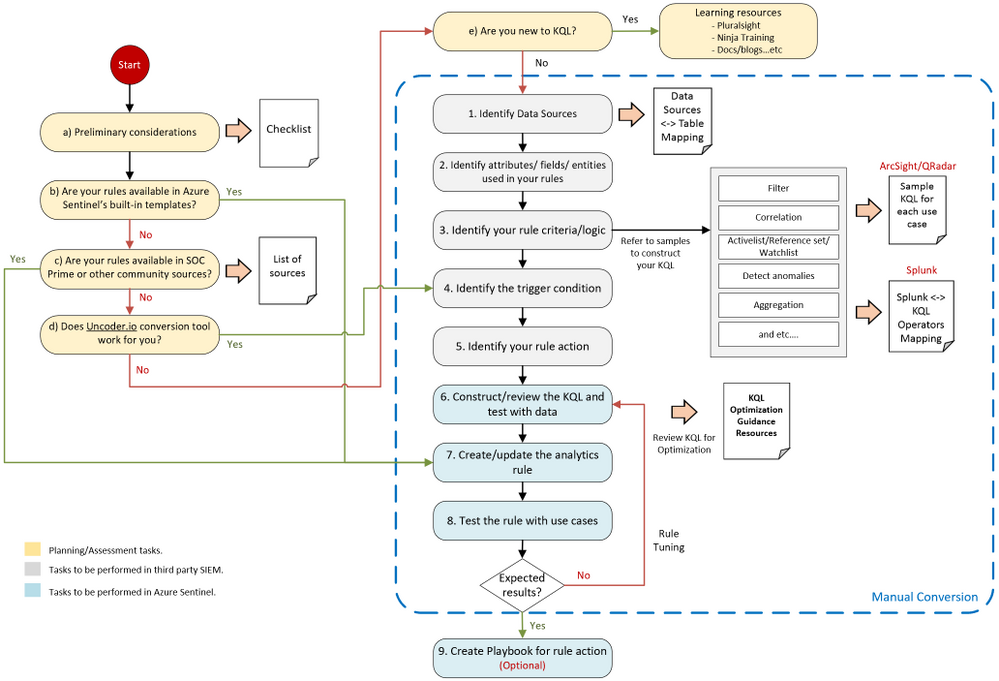 Start
a) Preliminary considerations
Checklist
b) Are your rules available in Azure
Sentinel's built-in templates?
Yes
No
c) Are your rules available in SOC
Prime or other community sources?
Yes
List of
sources
No
d) Does Uncoder.io conversion tool
work for you?
Yes
No
e) Are you new to KQL?
Yes
Learning resources
- Pluralsight
- Ninja Training
- Docs/blogs...etc
No
1. Identify Data Sources
Data
Sources
<-> Table
Mapping
2. Identify attributes/ fields/ entities
used in your rules
3. Identify your rule criteria/logic
Refer to samples
to construct
your KQL
Filter
Correlation
Activelist/Reference set/
Watchlist
Detect anomalies
Aggregation
and etc....
ArcSight/QRadar
Sample
KQL for
each use
case
Splunk
Splunk <->
KQL
Operators
Mapping
4. Identify the trigger condition
5. Identify your rule action
6. Construct/review the KQL and
test with data
Review KQL for
Optimization
KQL
Optimization
Guidance
Resources
7. Create/update the analytics
rule
8. Test the rule with use cases
Rule
Tuning
Expected
results?
No
Yes
Manual Conversion
9. Create Playbook for rule action
(Optional)
Planning/Assessment tasks.
Tasks to be performed in third party SIEM.
Tasks to be performed in Azure Sentinel.